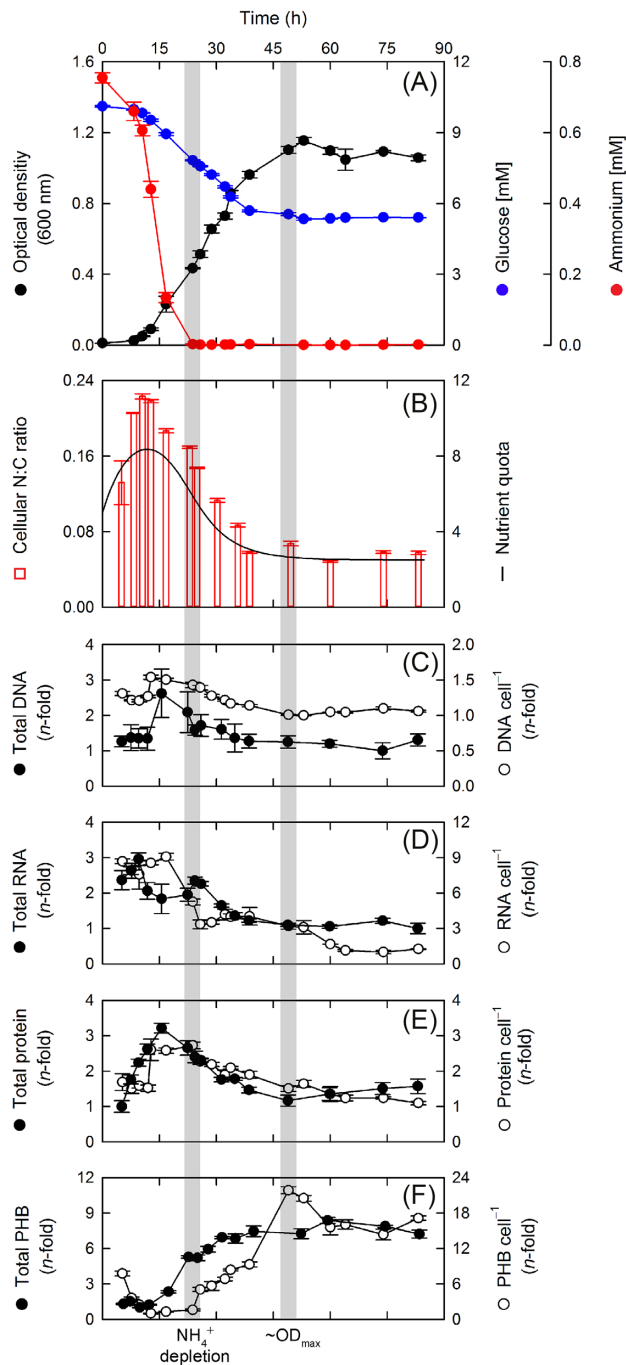 Time (h)
0 15 30 45 60 75 90
(A)
1.6
1.2
0.8
0.4
0.0
Optical densitiy
(600 nm)
12
9
6
3
0
Glucose [mM]
0.8
0.6
0.4
0.2
0.0
Ammonium [mM]
(B)
0.24
0.16
0.08
0.00
Cellular N:C ratio
12
8
4
0
Nutrient quota
(C)
4
3
2
1
0
Total DNA
(n-fold)
2.0
1.5
1.0
0.5
0.0
DNA cell⁻¹
(n-fold)
(D)
4
3
2
1
0
Total RNA
(n-fold)
12
9
6
3
0
RNA cell⁻¹
(n-fold)
(E)
4
3
2
1
0
Total protein
(n-fold)
4
3
2
1
0
Protein cell⁻¹
(n-fold)
(F)
12
9
6
3
0
Total PHB
(n-fold)
24
18
12
6
0
PHB cell⁻¹
(n-fold)
NH₄⁺
depletion
~ODmax